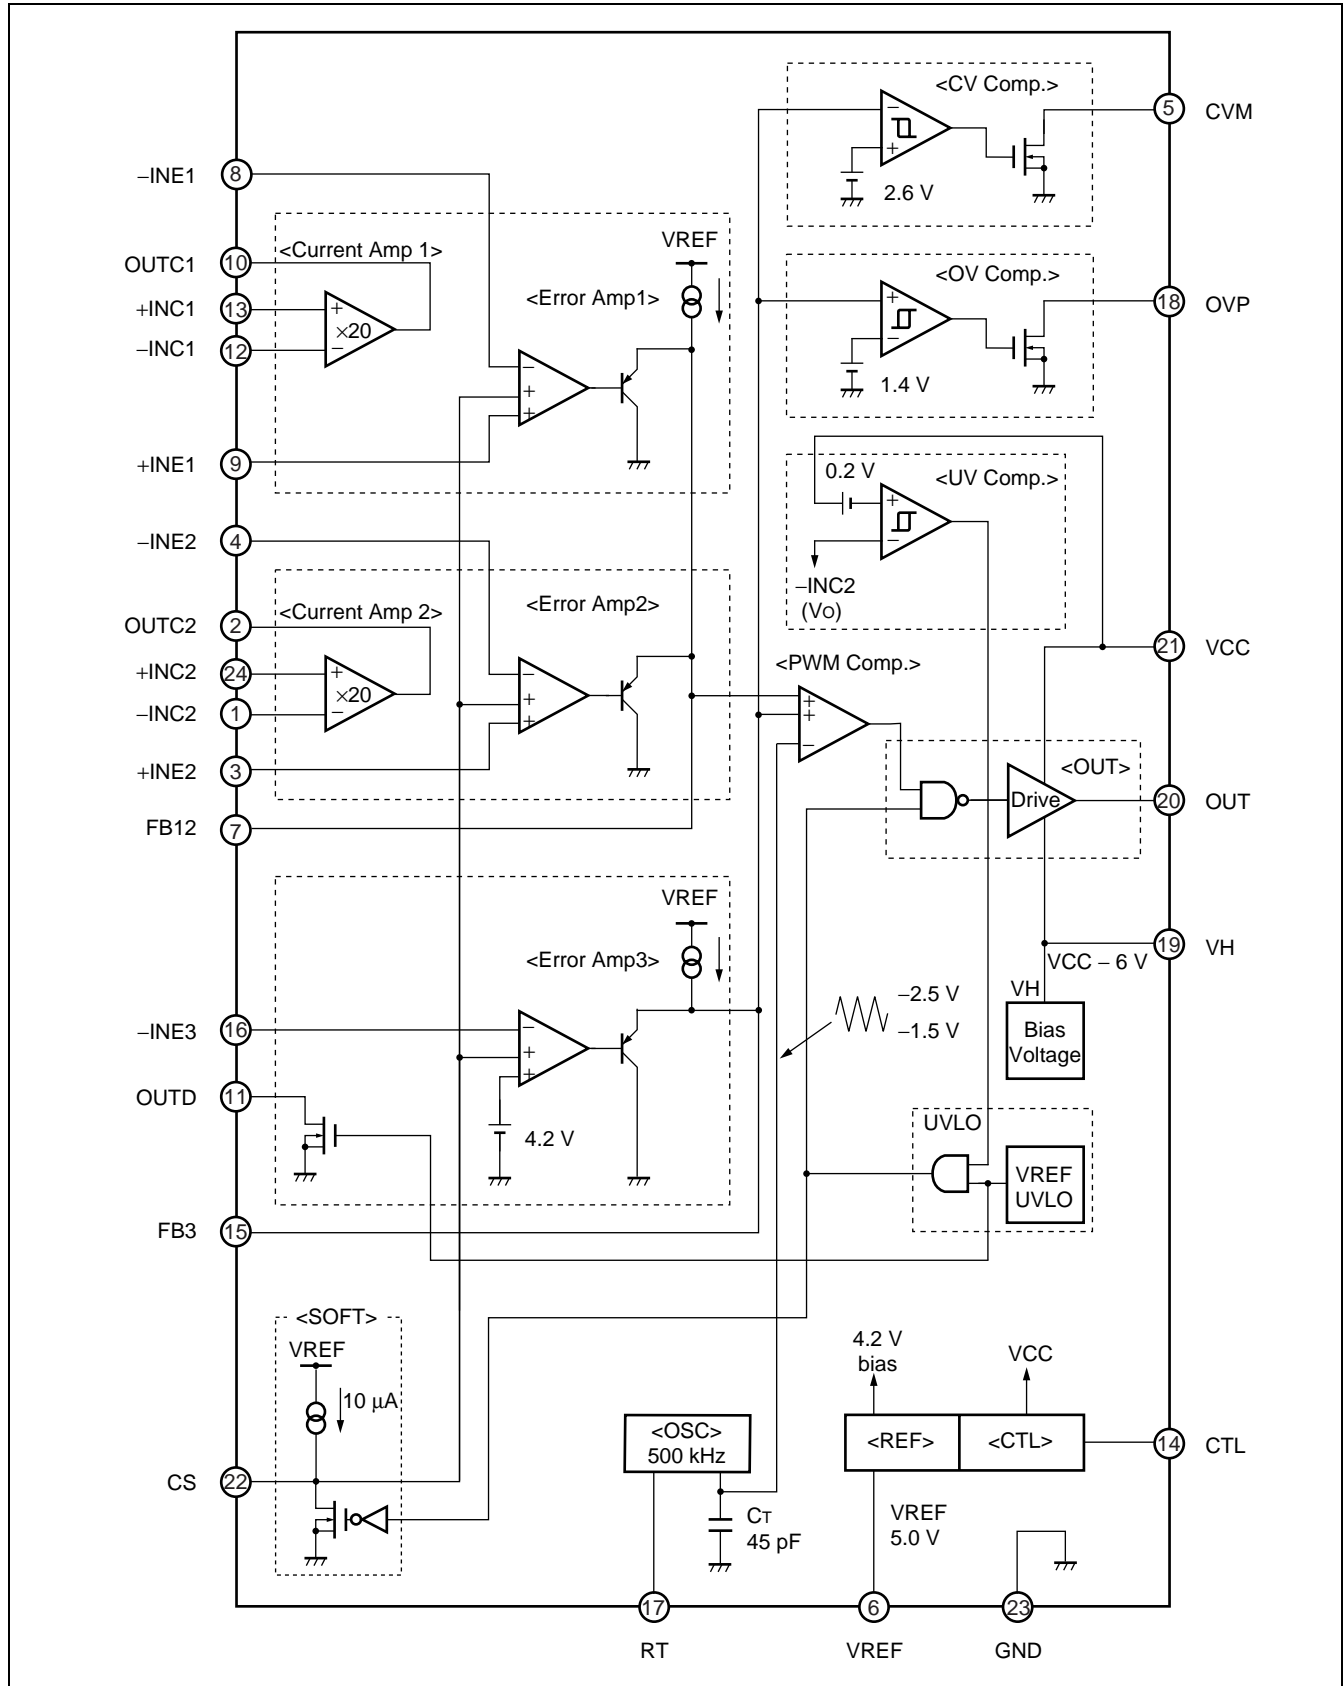 <CV Comp.>
−
+
2.6 V
5
CVM
−INE1
8
<Current Amp 1>
VREF
OUTC1
10
+INC1
13
−INC1
12
+
×20
−
<Error Amp1>
−
+
+
<OV Comp.>
+
−
1.4 V
18
OVP
+INE1
9
0.2 V
<UV Comp.>
+
−
−INC2
(VO)
−INE2
4
<Current Amp 2>
<Error Amp2>
OUTC2
2
+INC2
24
−INC2
1
+
×20
−
−
+
+
21
VCC
<PWM Comp.>
+
+
−
+INE2
3
FB12
7
<OUT>
Drive
20
OUT
VREF
<Error Amp3>
19
VH
VCC − 6 V
VH
Bias
Voltage
−2.5 V
−1.5 V
−INE3
16
−
+
+
OUTD
11
4.2 V
UVLO
VREF
UVLO
FB3
15
<SOFT>
VREF
10 µA
4.2 V
bias
VCC
<OSC>
500 kHz
<REF>
<CTL>
14
CTL
CS
22
CT
45 pF
VREF
5.0 V
17
6
23
RT
VREF
GND